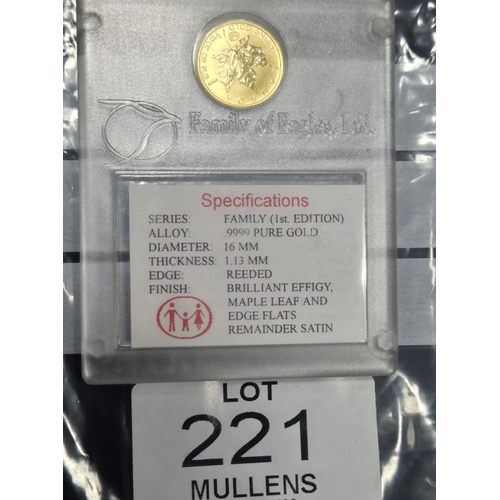 Family of Eagles, Ltd.
Specifications
SERIES: FAMILY (1st. EDITION)
ALLOY: .9999 PURE GOLD
DIAMETER: 16 MM
THICKNESS: 1.13 MM
EDGE: REEDED
FINISH: BRILLIANT EFFIGY,
MAPLE LEAF AND
EDGE FLATS
REMAINDER SATIN
LOT
221
MULLENS